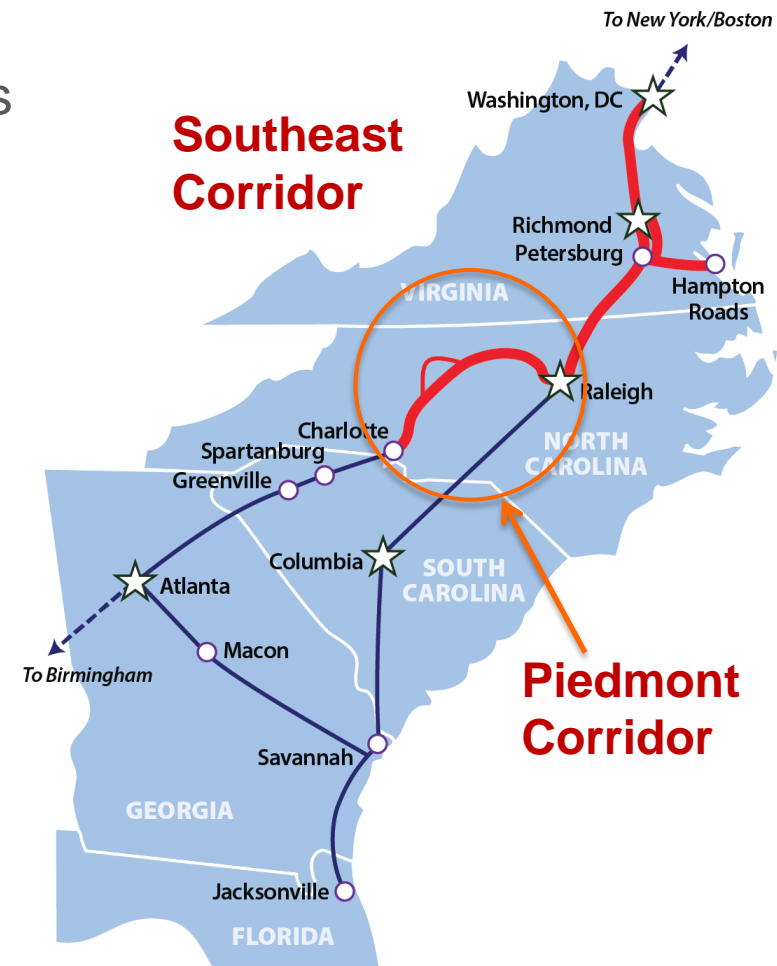 To New York/Boston
s
Washington, DC
Southeast
Corridor
Richmond
Petersburg
Hampton
Roads
VIRGINIA
Raleigh
Charlotte
NORTH
CAROLINA
Spartanburg
Greenville
Columbia
SOUTH
CAROLINA
Atlanta
Macon
To Birmingham
Piedmont
Corridor
Savannah
GEORGIA
Jacksonville
FLORIDA